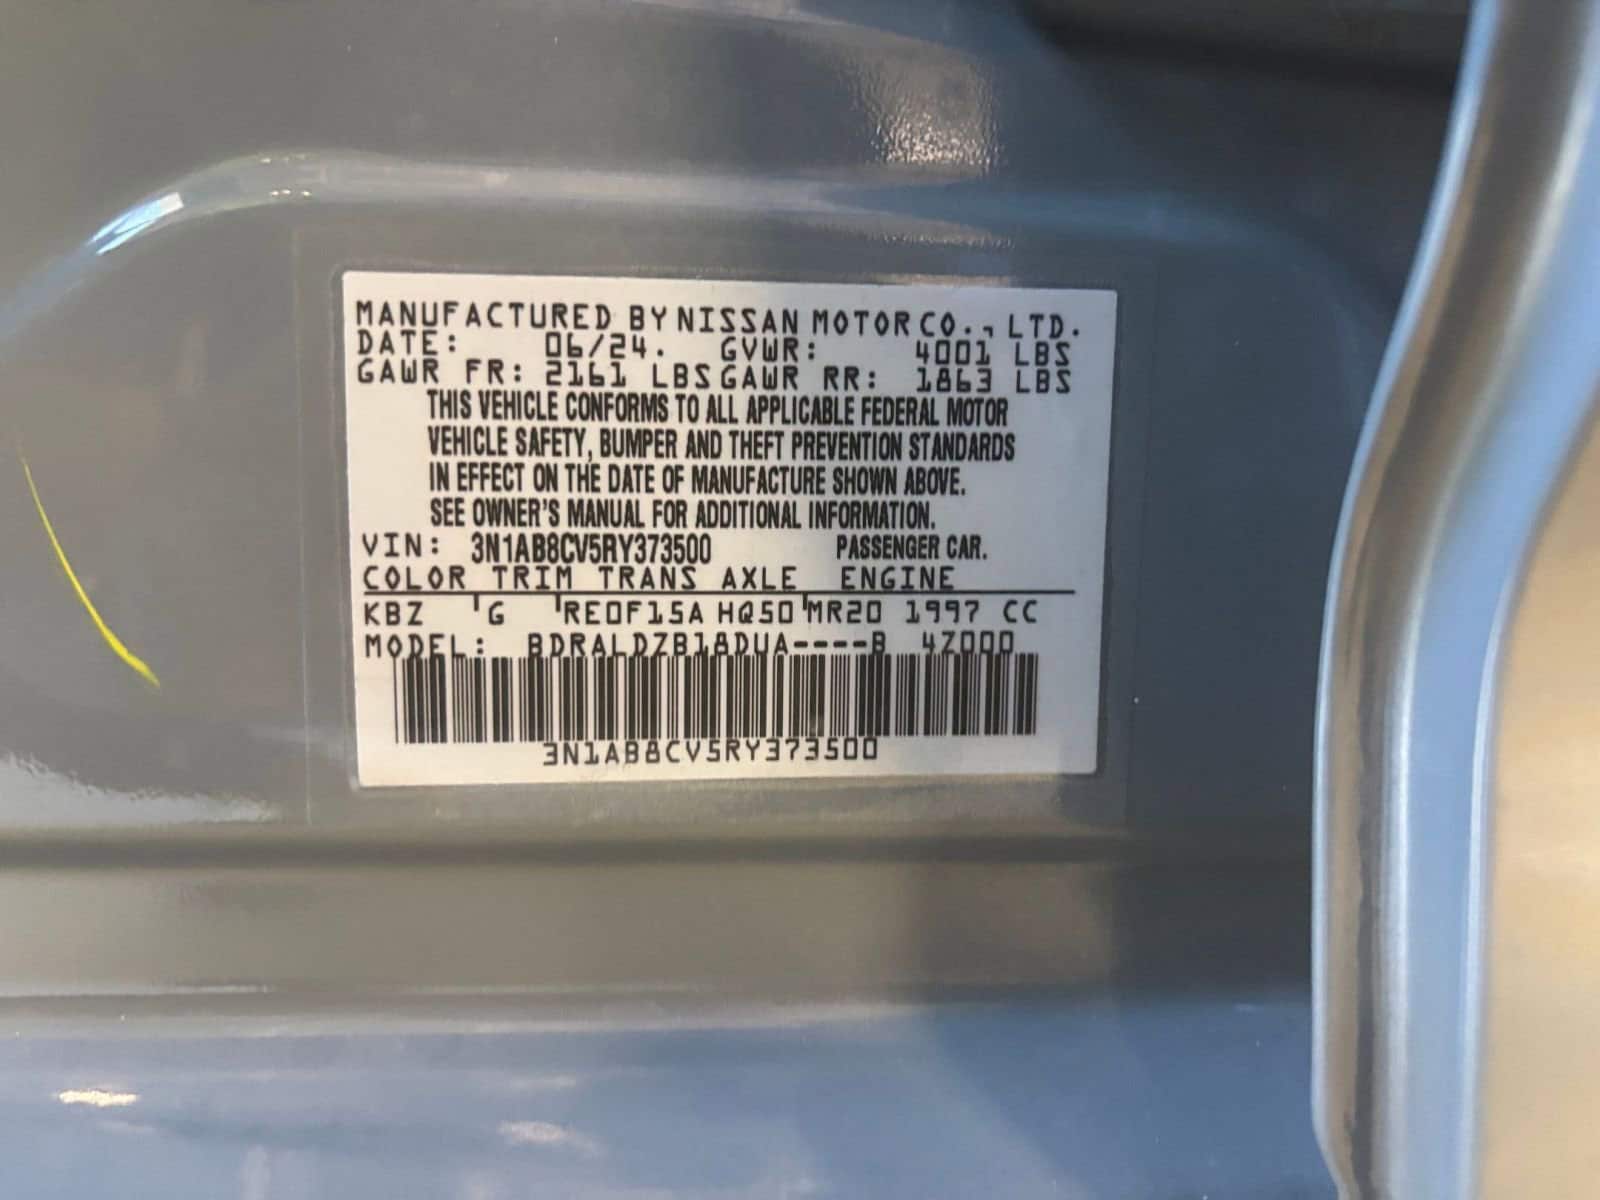 MANUFACTURED BY NISSAN MOTOR CO., LTD.
DATE: 06/24. GVWR: 4001 LBS
GAWR FR: 2161 LBS GAWR RR: 1863 LBS
THIS VEHICLE CONFORMS TO ALL APPLICABLE FEDERAL MOTOR
VEHICLE SAFETY, BUMPER AND THEFT PREVENTION STANDARDS
IN EFFECT ON THE DATE OF MANUFACTURE SHOWN ABOVE.
SEE OWNER'S MANUAL FOR ADDITIONAL INFORMATION.
VIN: 3N1AB8CV5RY373500 PASSENGER CAR.
COLOR TRIM TRANS AXLE ENGINE
KBZ G RE0F15A HQ50 MR20 1997 CC
MODEL: BDRALDZB18DUA----B 4Z000
3N1AB8CV5RY373500